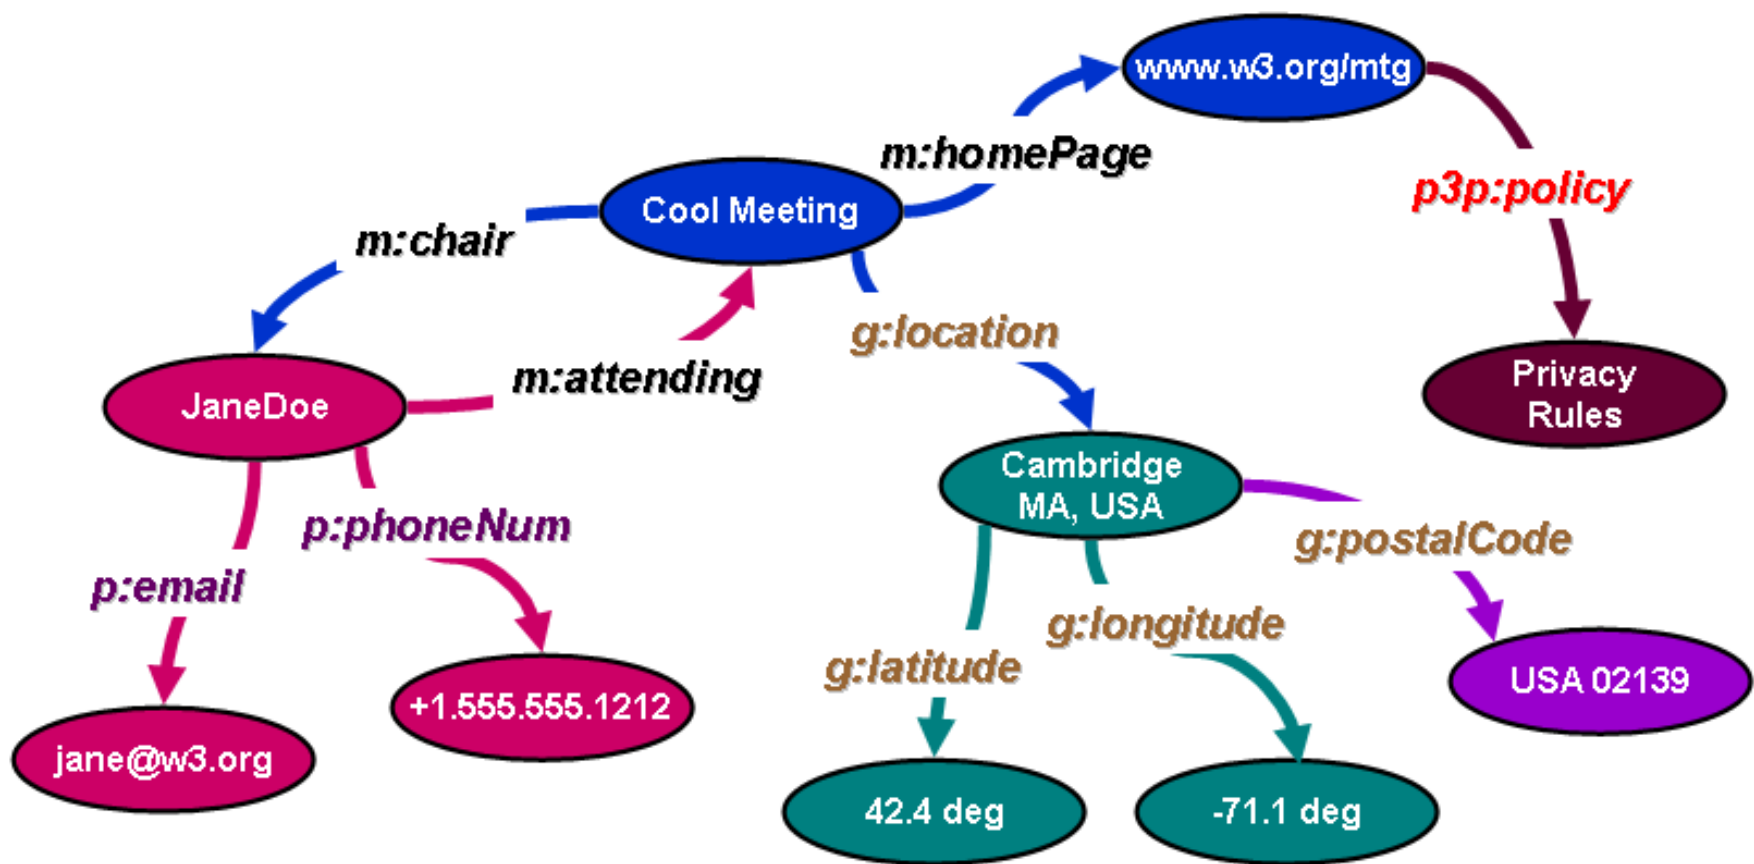 www.w3.org/mtg
m:homePage
p3p:policy
Cool Meeting
m:chair
g:location
m:attending
JaneDoe
Privacy
Rules
Cambridge
MA, USA
p:phoneNum
g:postalCode
p:email
g:longitude
g:latitude
USA 02139
+1.555.555.1212
jane@w3.org
42.4 deg
-71.1 deg